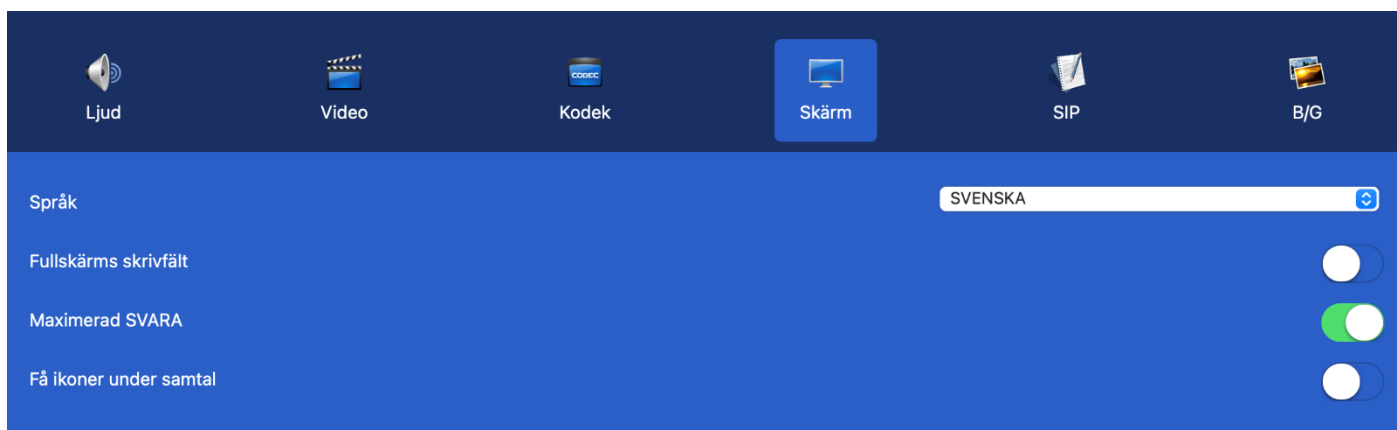 Ljud
Video
CODEC
Kodek
Skärm
SIP
B/G
Språk
SVENSKA
Fullskärms skrivfält
Maximerad SVARA
Få ikoner under samtal